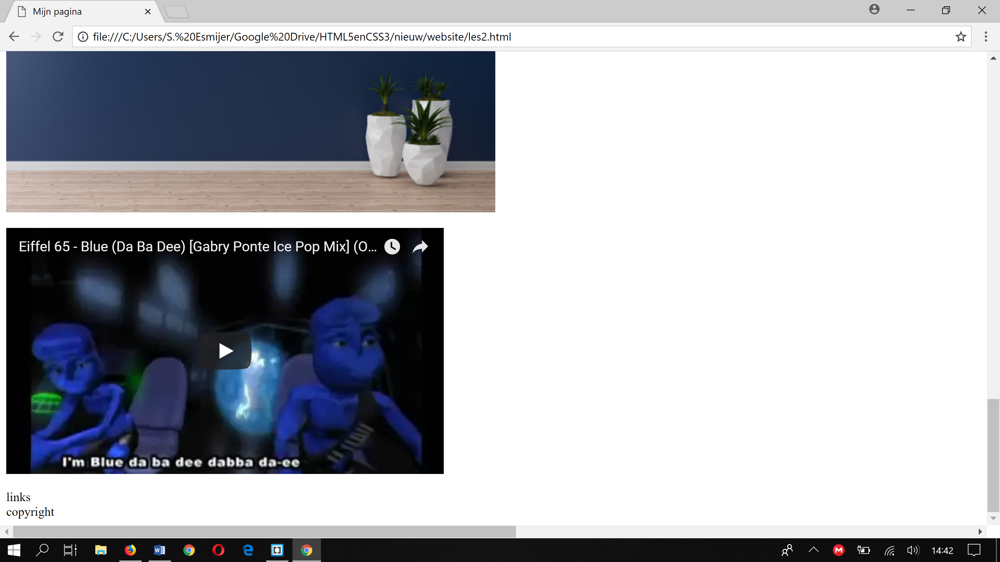 Mijn pagina
file:///C:/Users/S.%20Esmijer/Google%20Drive/HTML5enCSS3/nieuw/website/les2.html
Eiffel 65 - Blue (Da Ba Dee) [Gabry Ponte Ice Pop Mix] (O...
I'm Blue da ba dee dabba da-ee
links
copyright
14:42